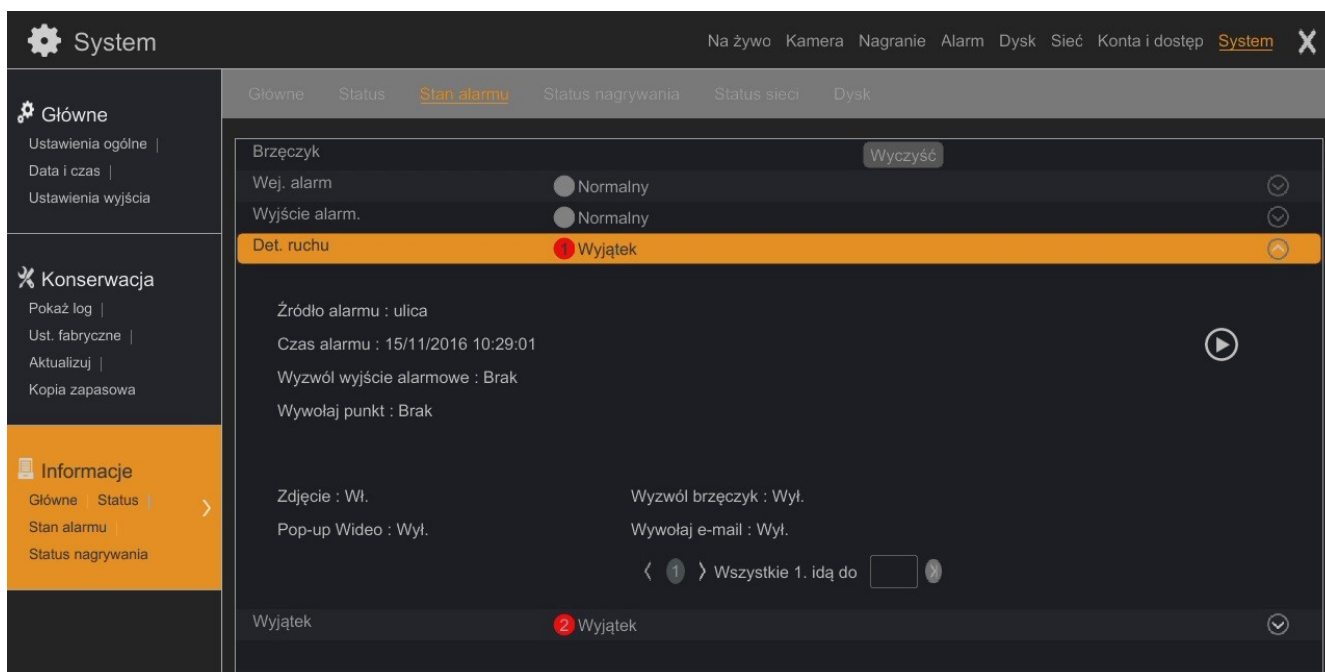 System
Na żywo Kamera Nagranie Alarm Dysk Sieć Konta i dostęp System X
Główne Status Stan alarmu Status nagrywania Status sieci Dysk
Główne
Ustawienia ogólne |
Data i czas |
Ustawienia wyjścia
Konserwacja
Pokaż log |
Ust. fabryczne |
Aktualizuj |
Kopia zapasowa
Informacje
Główne | Status |
Stan alarmu |
Status nagrywania
Brzęczyk Wyczyść
Wej. alarm Normalny
Wyjście alarm. Normalny
Det. ruchu 1 Wyjątek
Źródło alarmu : ulica
Czas alarmu : 15/11/2016 10:29:01
Wyzwól wyjście alarmowe : Brak
Wywołaj punkt : Brak
Zdjęcie : Wł. Wyzwól brzęczyk : Wył.
Pop-up Wideo : Wył. Wywołaj e-mail : Wył.
〈 1 〉 Wszystkie 1. idą do
Wyjątek 2 Wyjątek